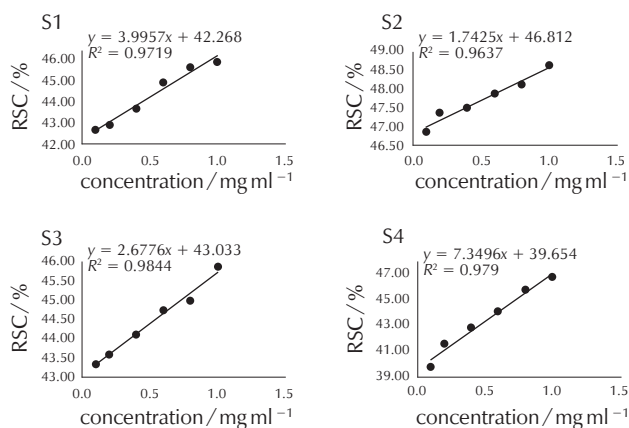 S1
y = 3.9957x + 42.268
R² = 0.9719
RSC / %
46.00
45.00
44.00
43.00
42.00
0.0
0.5
1.0
1.5
concentration / mg ml⁻¹
S2
y = 1.7425x + 46.812
R² = 0.9637
RSC / %
49.00
48.50
48.00
47.50
47.00
46.50
0.0
0.5
1.0
1.5
concentration / mg ml⁻¹
S3
y = 2.6776x + 43.033
R² = 0.9844
RSC / %
46.00
45.50
45.00
44.50
44.00
43.50
43.00
0.0
0.5
1.0
1.5
concentration / mg ml⁻¹
S4
y = 7.3496x + 39.654
R² = 0.979
RSC / %
47.00
45.00
43.00
41.00
39.00
0.0
0.5
1.0
1.5
concentration / mg ml⁻¹